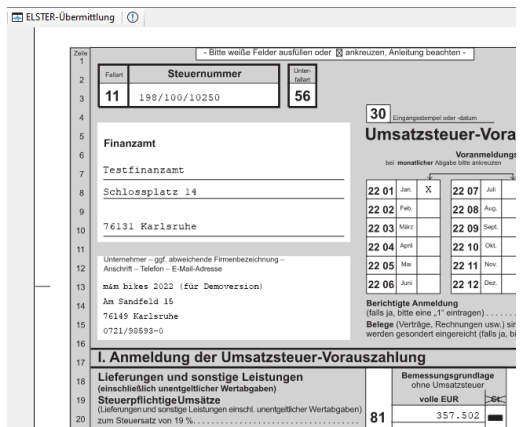 ELSTER-Übermittlung
Zeile
- Bitte weiße Felder ausfüllen oder ☒ ankreuzen, Anleitung beachten -
1
Fallart Steuernummer Unter-
fallart
2
11 198/100/10250 56
3
4
30 Eingangsstempel oder -datum
5
Finanzamt
Umsatzsteuer-Vora
6
Voranmeldungs
bei monatlicher Abgabe bitte ankreuzen
7 Testfinanzamt
8 Schlossplatz 14
22 01 Jan. X 22 07 Juli
9
22 02 Feb. 22 08 Aug.
10 76131 Karlsruhe
22 03 März 22 09 Sept.
11
22 04 April 22 10 Okt.
Unternehmer – ggf. abweichende Firmenbezeichnung –
12 Anschrift – Telefon – E-Mail-Adresse
22 05 Mai 22 11 Nov.
13 m&m bikes 2022 (für Demoversion)
22 06 Juni 22 12 Dez.
14 Am Sandfeld 15
Berichtigte Anmeldung
(falls ja, bitte eine „1" eintragen)
15 76149 Karlsruhe
Belege (Verträge, Rechnungen usw.) sin
0721/98593-0
werden gesondert eingereicht (falls ja, bi
16
17 I. Anmeldung der Umsatzsteuer-Vorauszahlung
18 Lieferungen und sonstige Leistungen
(einschließlich unentgeltlicher Wertabgaben)
Bemessungsgrundlage
ohne Umsatzsteuer
19 Steuerpflichtige Umsätze
volle EUR Ct
(Lieferungen und sonstige Leistungen einschl. unentgeltlicher Wertabgaben)
20 zum Steuersatz von 19 % 81 357.502